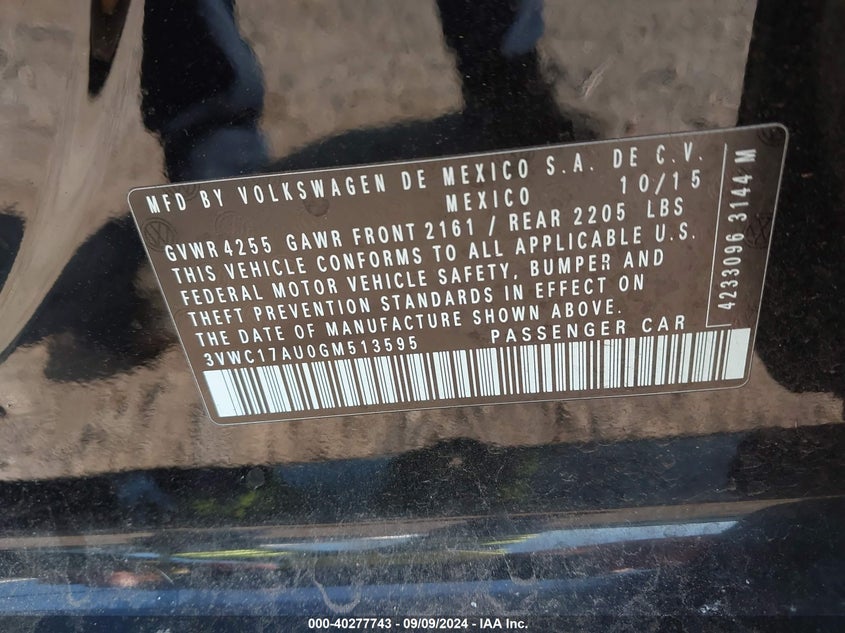 MFD BY VOLKSWAGEN DE MEXICO S.A. DE C.V.
MEXICO 10/15
GVWR 4255 GAWR FRONT 2161 / REAR 2205 LBS
THIS VEHICLE CONFORMS TO ALL APPLICABLE U.S.
FEDERAL MOTOR VEHICLE SAFETY, BUMPER AND
THEFT PREVENTION STANDARDS IN EFFECT ON
THE DATE OF MANUFACTURE SHOWN ABOVE.
3VWC17AU0GM513595 PASSENGER CAR
4233096 3144 M
000-40277743 - 09/09/2024 - IAA Inc.